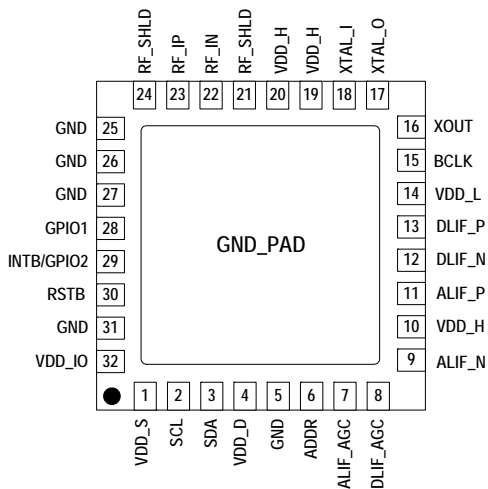 RF_SHLD
RF_IP
RF_IN
RF_SHLD
VDD_H
VDD_H
XTAL_I
XTAL_O
24 23 22 21 20 19 18 17
GND 25
GND 26
GND 27
GPIO1 28
INTB/GPIO2 29
RSTB 30
GND 31
VDD_IO 32
GND_PAD
16 XOUT
15 BCLK
14 VDD_L
13 DLIF_P
12 DLIF_N
11 ALIF_P
10 VDD_H
9 ALIF_N
1 2 3 4 5 6 7 8
VDD_S
SCL
SDA
VDD_D
GND
ADDR
ALIF_AGC
DLIF_AGC